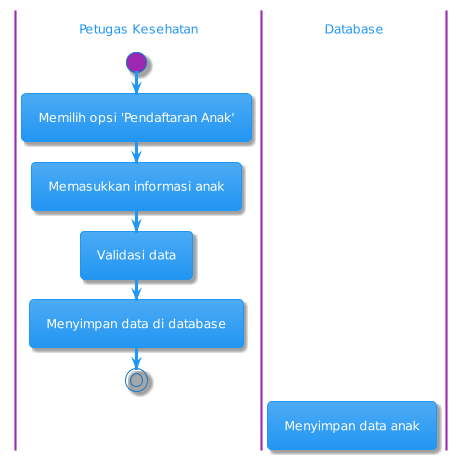 Petugas Kesehatan
Database
Memilih opsi 'Pendaftaran Anak'
Memasukkan informasi anak
Validasi data
Menyimpan data di database
Menyimpan data anak